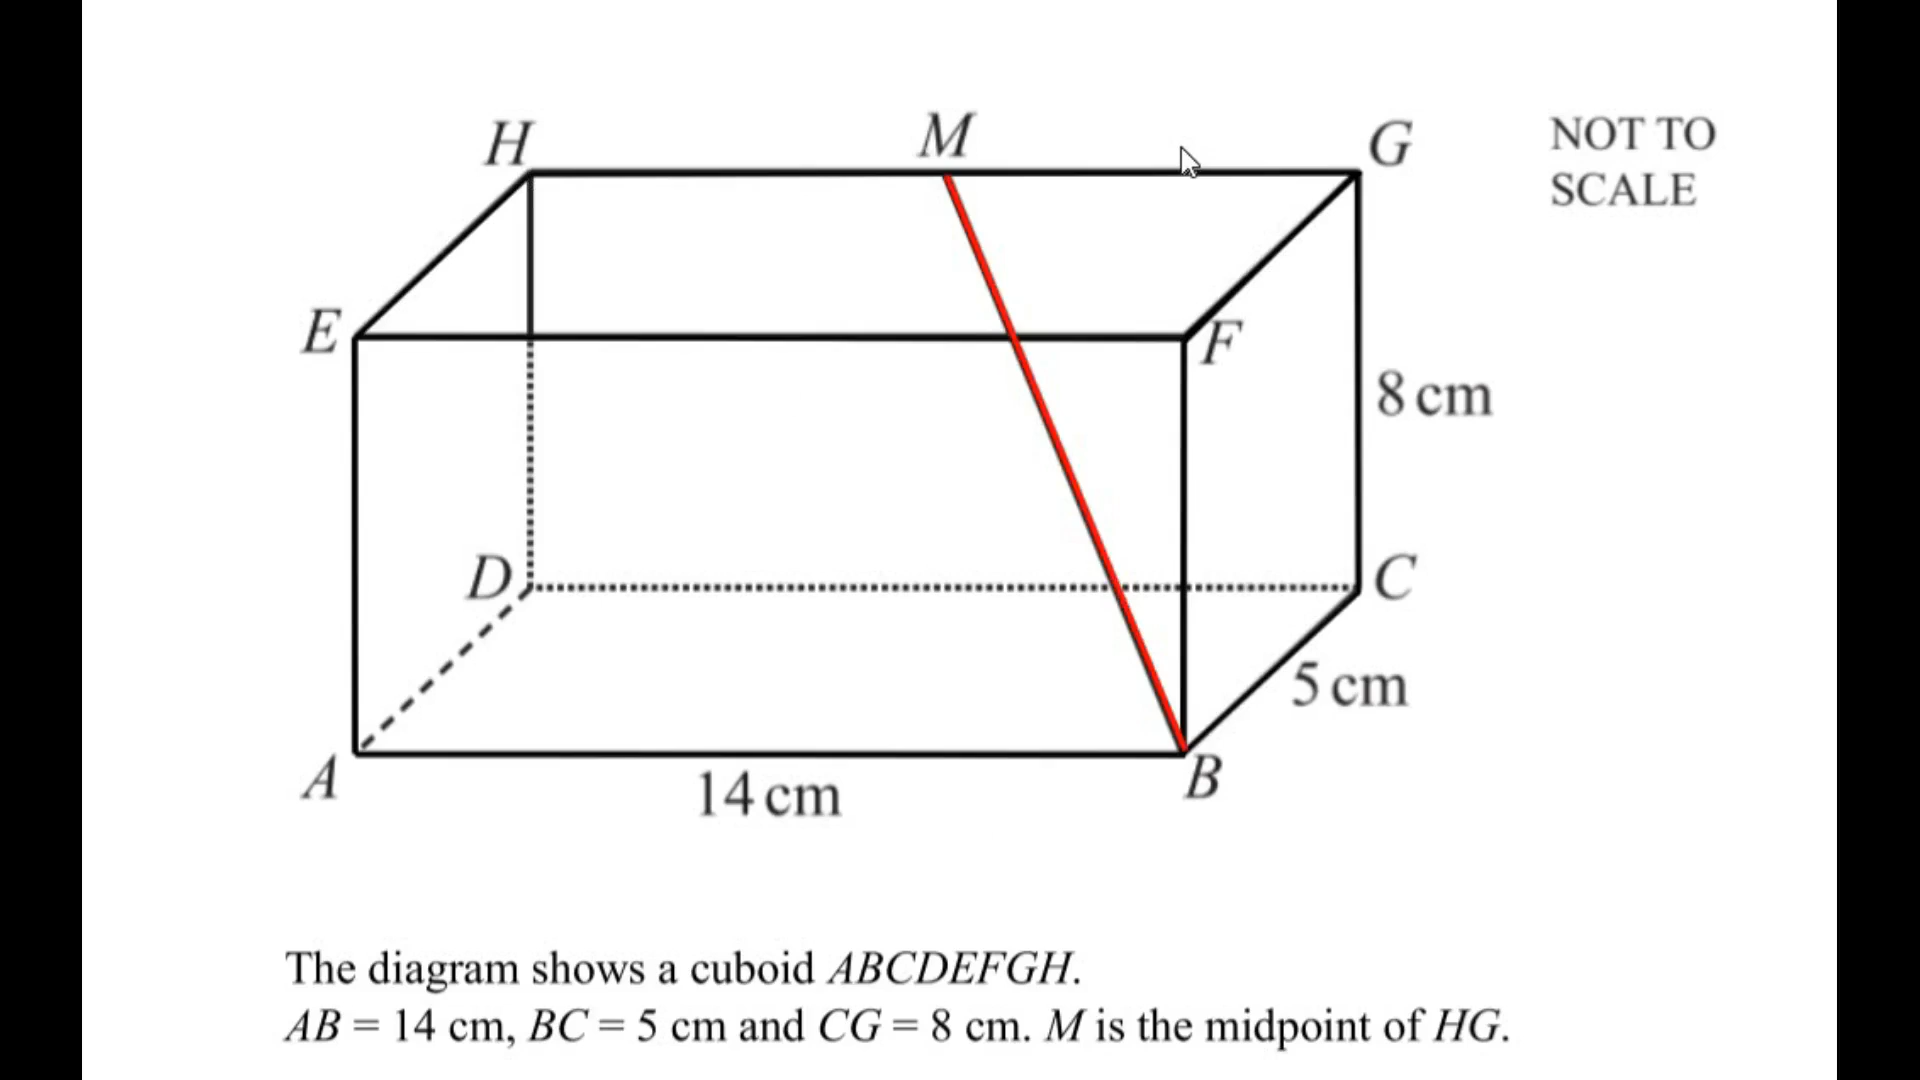 H
M
G
NOT TO
SCALE
E
F
8 cm
D
C
5 cm
A
B
14 cm
The diagram shows a cuboid ABCDEFGH.
AB = 14 cm, BC = 5 cm and CG = 8 cm. M is the midpoint of HG.